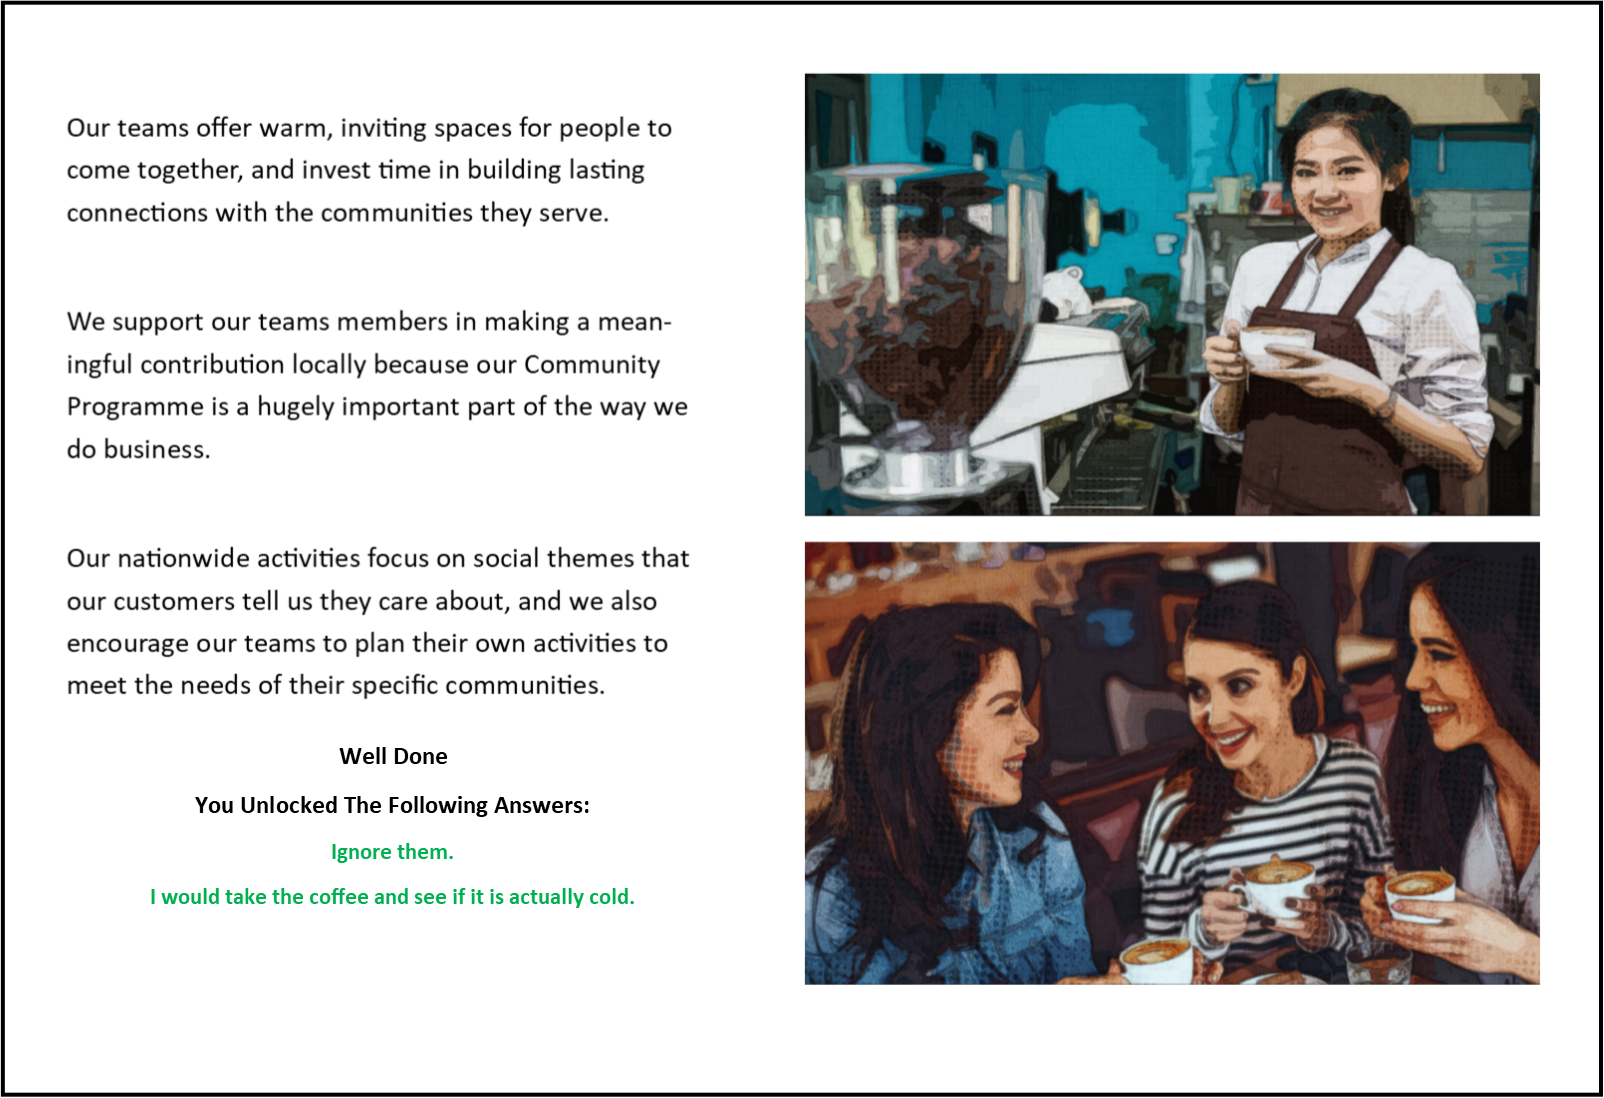 Our teams offer warm, inviting spaces for people to
come together, and invest time in building lasting
connections with the communities they serve.
We support our teams members in making a mean-
ingful contribution locally because our Community
Programme is a hugely important part of the way we
do business.
Our nationwide activities focus on social themes that
our customers tell us they care about, and we also
encourage our teams to plan their own activities to
meet the needs of their specific communities.
Well Done
You Unlocked The Following Answers:
Ignore them.
I would take the coffee and see if it is actually cold.